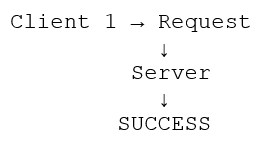 Client 1 → Request
↓
Server
↓
SUCCESS